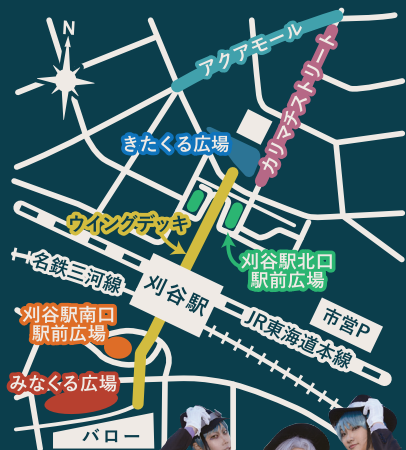 N
アクアモール
カリマチストリート
きたくる広場
ウイングデッキ
刈谷駅北口
駅前広場
名鉄三河線
刈谷駅
刈谷駅南口
駅前広場
JR東海道本線
市営P
みなくる広場
バロー